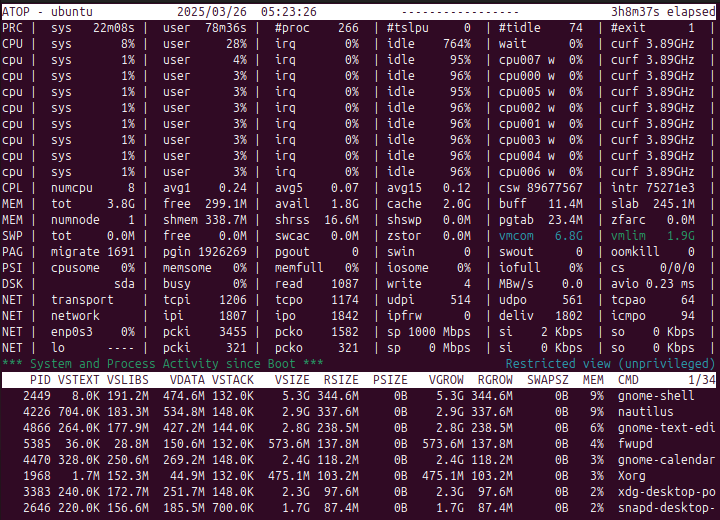 ATOP - ubuntu 2025/03/26 05:23:26 ---------------- 3h8m37s elapsed
PRC | sys 22m08s | user 78m36s | #proc 266 | #tslpu 0 | #tidle 74 | #exit 1 |
CPU | sys 8% | user 28% | irq 0% | idle 764% | wait 0% | curf 3.89GHz |
cpu | sys 1% | user 4% | irq 0% | idle 95% | cpu007 w 0% | curf 3.89GHz |
cpu | sys 1% | user 3% | irq 0% | idle 96% | cpu000 w 0% | curf 3.89GHz |
cpu | sys 1% | user 3% | irq 0% | idle 95% | cpu005 w 0% | curf 3.89GHz |
cpu | sys 1% | user 3% | irq 0% | idle 96% | cpu002 w 0% | curf 3.89GHz |
cpu | sys 1% | user 3% | irq 0% | idle 96% | cpu001 w 0% | curf 3.89GHz |
cpu | sys 1% | user 3% | irq 0% | idle 96% | cpu003 w 0% | curf 3.89GHz |
cpu | sys 1% | user 3% | irq 0% | idle 96% | cpu004 w 0% | curf 3.89GHz |
cpu | sys 1% | user 3% | irq 0% | idle 96% | cpu006 w 0% | curf 3.89GHz |
CPL | numcpu 8 | avg1 0.24 | avg5 0.07 | avg15 0.12 | csw 89677567 | intr 75271e3 |
MEM | tot 3.8G | free 299.1M | avail 1.8G | cache 2.0G | buff 11.4M | slab 245.1M |
MEM | numnode 1 | shmem 338.7M | shrss 16.6M | shswp 0.0M | pgtab 23.4M | zfarc 0.0M |
SWP | tot 0.0M | free 0.0M | swcac 0.0M | zstor 0.0M | vmcom 6.8G | vmlim 1.9G |
PAG | migrate 1691 | pgin 1926269 | pgout 0 | swin 0 | swout 0 | oomkill 0 |
PSI | cpusome 0% | memsome 0% | memfull 0% | iosome 0% | iofull 0% | cs 0/0/0 |
DSK | sda | busy 0% | read 1087 | write 4 | MBw/s 0.0 | avio 0.23 ms |
NET | transport | tcpi 1206 | tcpo 1174 | udpi 514 | udpo 561 | tcpao 64 |
NET | network | ipi 1807 | ipo 1842 | ipfrw 0 | deliv 1802 | icmpo 94 |
NET | enp0s3 0% | pcki 3455 | pcko 1582 | sp 1000 Mbps | si 2 Kbps | so 0 Kbps |
NET | lo ---- | pcki 321 | pcko 321 | sp 0 Mbps | si 0 Kbps | so 0 Kbps |
*** System and Process Activity since Boot *** Restricted view (unprivileged)
PID VSTEXT VSLIBS VDATA VSTACK VSIZE RSIZE PSIZE VGROW RGROW SWAPSZ MEM CMD 1/34
2449 8.0K 191.2M 474.6M 132.0K 5.3G 344.6M 0B 5.3G 344.6M 0B 9% gnome-shell
4226 704.0K 183.3M 534.8M 148.0K 2.9G 337.6M 0B 2.9G 337.6M 0B 9% nautilus
4866 264.0K 177.9M 427.2M 144.0K 2.8G 238.5M 0B 2.8G 238.5M 0B 6% gnome-text-edi
5385 36.0K 28.8M 150.6M 132.0K 573.6M 137.8M 0B 573.6M 137.8M 0B 4% fwupd
4470 328.0K 250.6M 269.2M 148.0K 2.4G 118.2M 0B 2.4G 118.2M 0B 3% gnome-calendar
1968 1.7M 152.3M 44.9M 132.0K 475.1M 103.2M 0B 475.1M 103.2M 0B 3% Xorg
3383 240.0K 172.7M 251.7M 148.0K 2.3G 97.6M 0B 2.3G 97.6M 0B 2% xdg-desktop-po
2646 220.0K 156.6M 185.5M 700.0K 1.7G 87.4M 0B 1.7G 87.4M 0B 2% snapd-desktop-